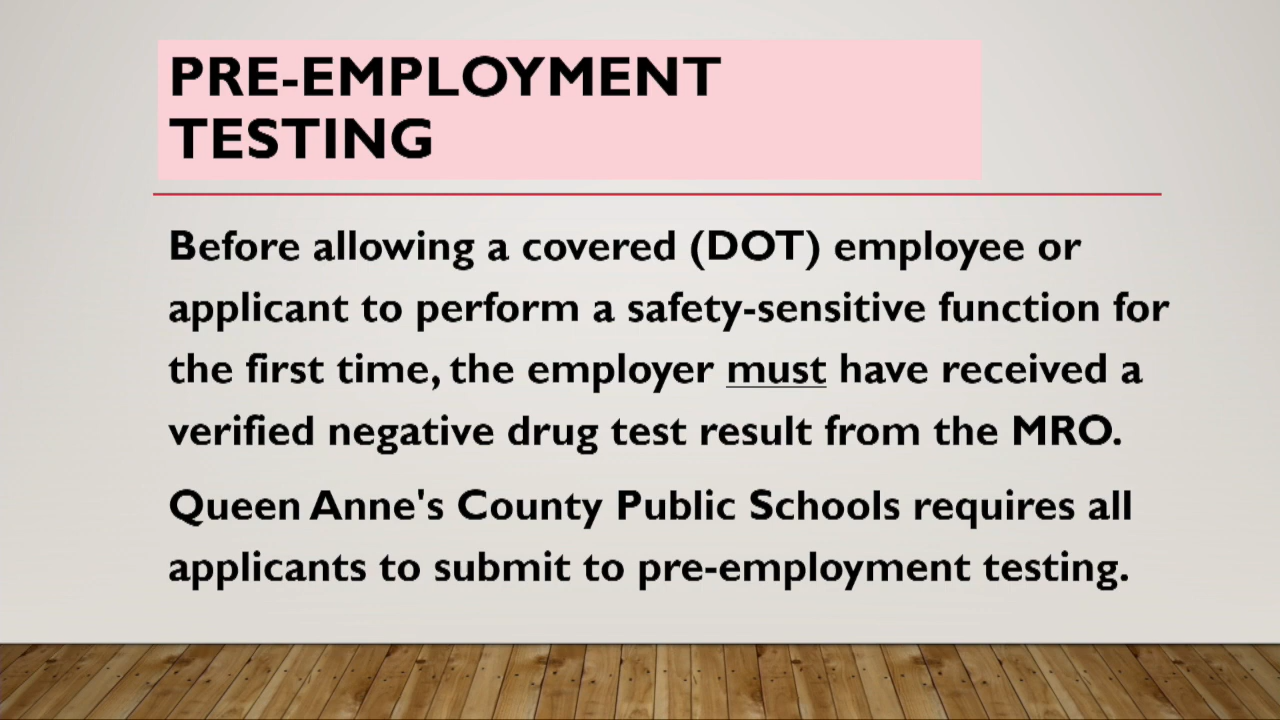 PRE-EMPLOYMENT
TESTING
Before allowing a covered (DOT) employee or
applicant to perform a safety-sensitive function for
the first time, the employer must have received a
verified negative drug test result from the MRO.
Queen Anne's County Public Schools requires all
applicants to submit to pre-employment testing.